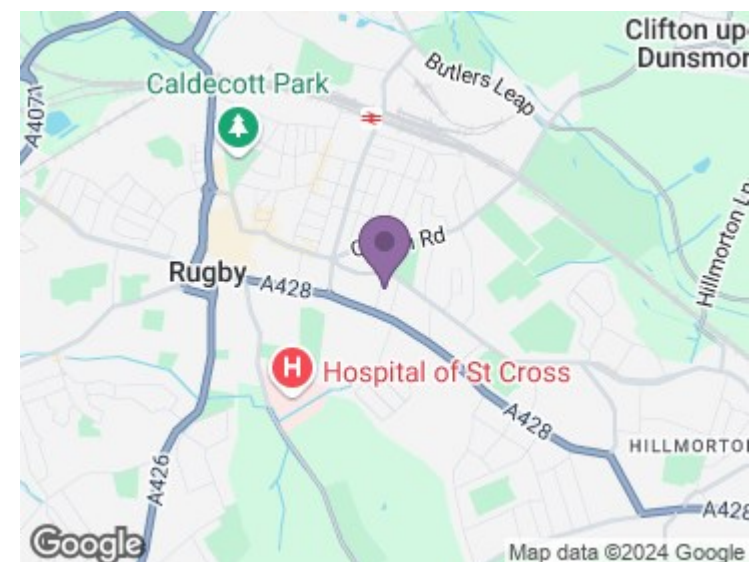 Clifton up
Dunsmor
Butlers Leap
Caldecott Park
A4071
Rd
Hillmorton Ln
Rugby
A428
H
Hospital of St Cross
A428
HILLMORTO
A426
A428
Google
Map data ©2024 Google